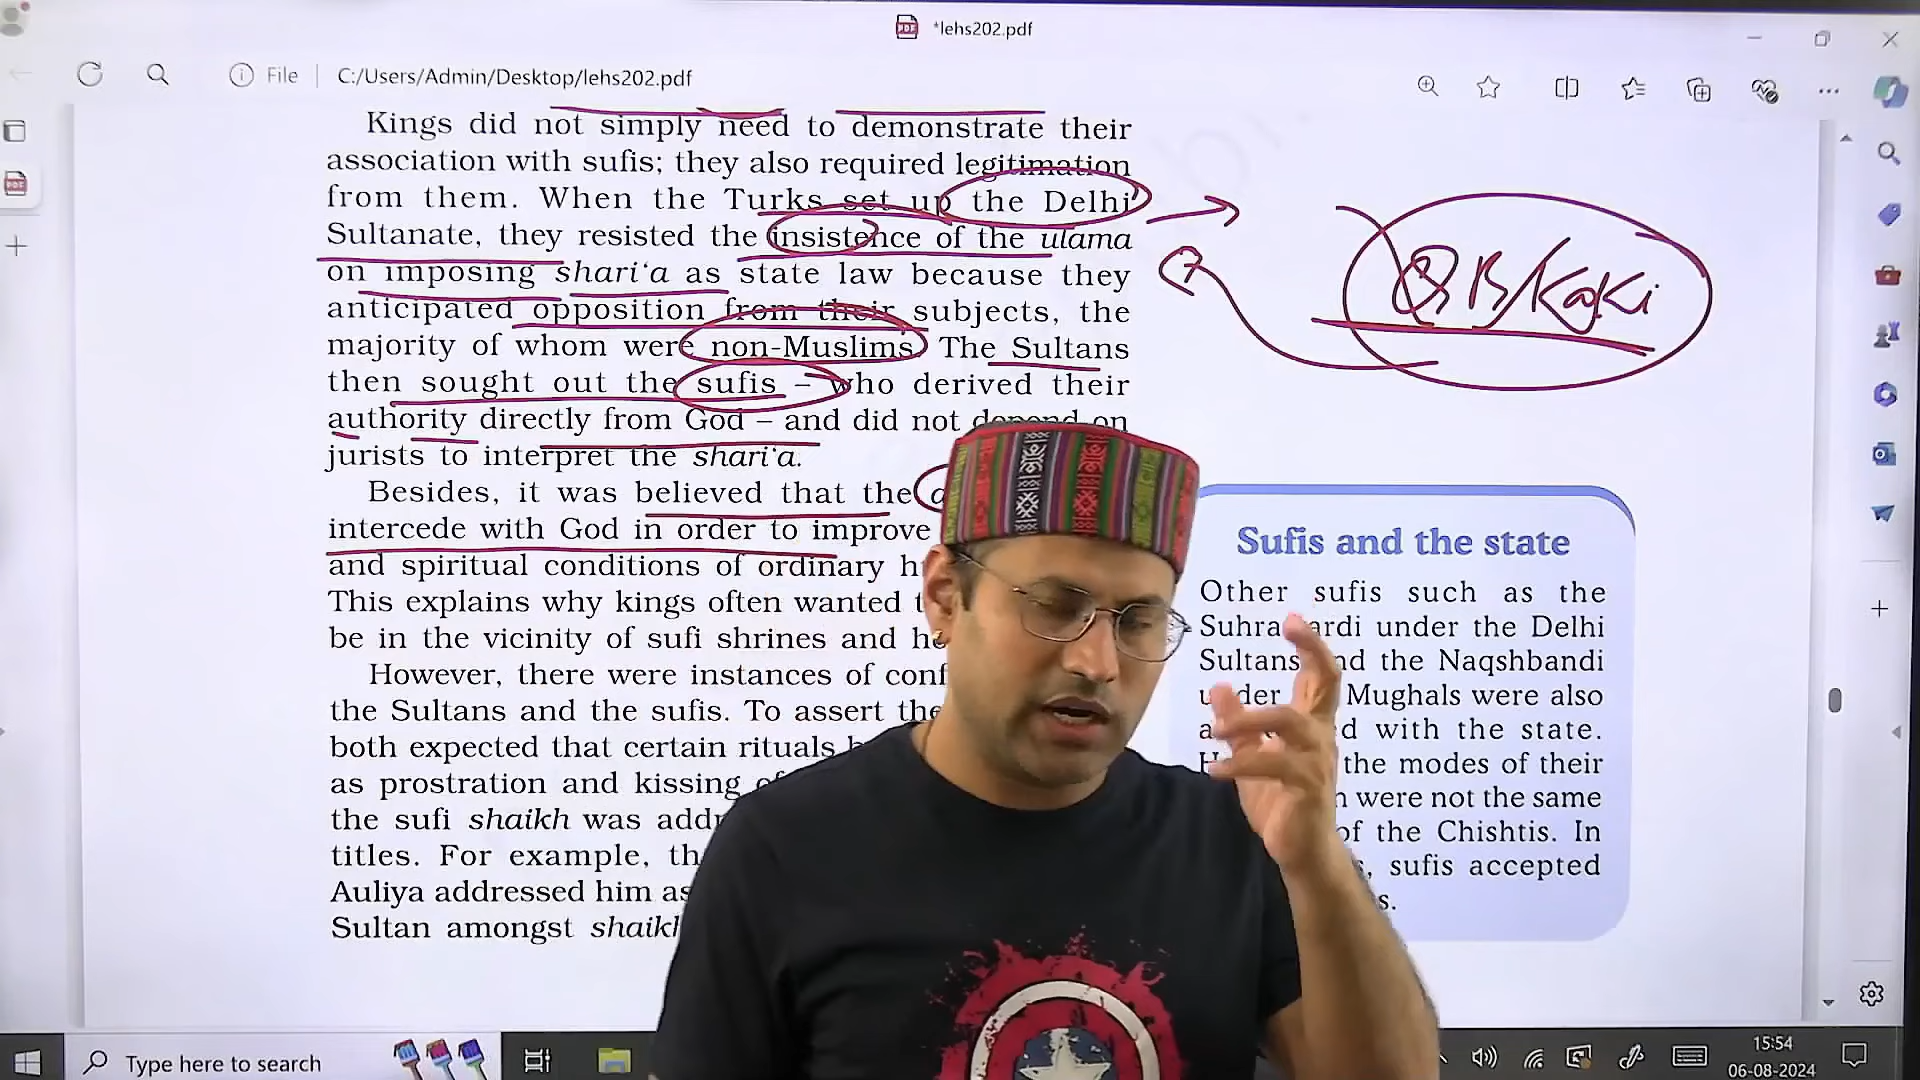 *lehs202.pdf
File
C:/Users/Admin/Desktop/lehs202.pdf
Kings did not simply need to demonstrate their
association with sufis; they also required legitimation
from them. When the Turks set up the Delhi
Sultanate, they resisted the insistence of the ulama
on imposing shari‘a as state law because they
anticipated opposition from their subjects, the
majority of whom were non-Muslims. The Sultans
then sought out the sufis – who derived their
authority directly from God – and did not depend on
jurists to interpret the shari‘a.
Besides, it was believed that the
intercede with God in order to improve
and spiritual conditions of ordinary
This explains why kings often wanted
be in the vicinity of sufi shrines and
However, there were instances of
the Sultans and the sufis. To assert
both expected that certain rituals
as prostration and kissing
the sufi shaikh was
titles. For example,
Auliya addressed him as
Sultan amongst
QB/KaKi
Sufis and the state
Other sufis such as the
under the Delhi
Sultans and the Naqshbandi
Mughals were also
with the state.
the modes of their
were not the same
of the Chishtis. In
sufis accepted
Type here to search
15:54
06-08-2024